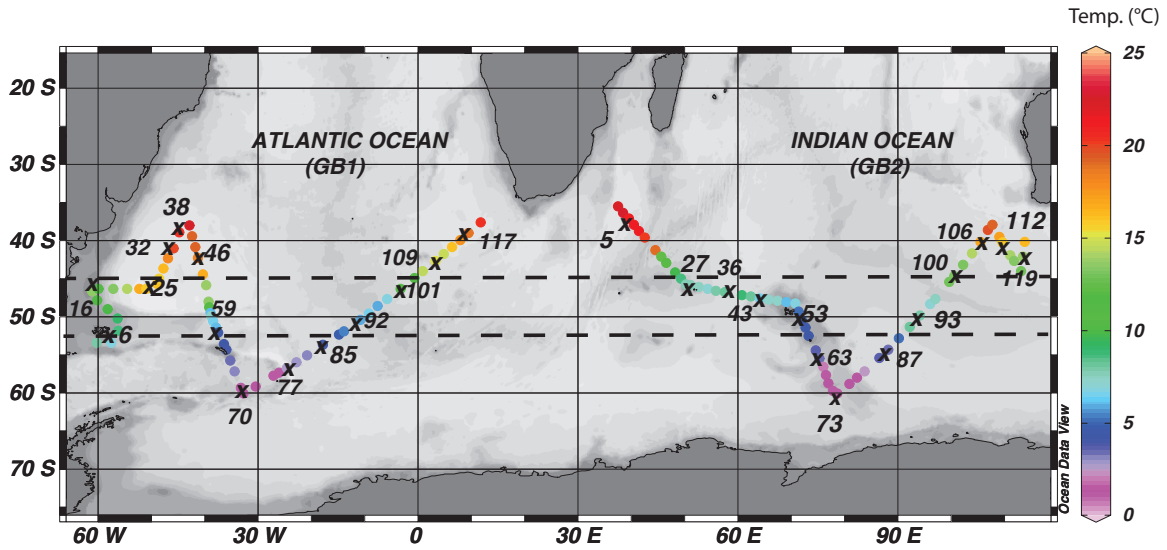 Temp. (°C)
25
20
15
10
5
0
20 S
30 S
40 S
50 S
60 S
70 S
60 W
30 W
0
30 E
60 E
90 E
ATLANTIC OCEAN
(GB1)
INDIAN OCEAN
(GB2)
38
32
46
25
16
6
59
70
77
85
92
101
109
117
5
27
36
43
53
63
73
87
93
100
106
112
119
Ocean Data View